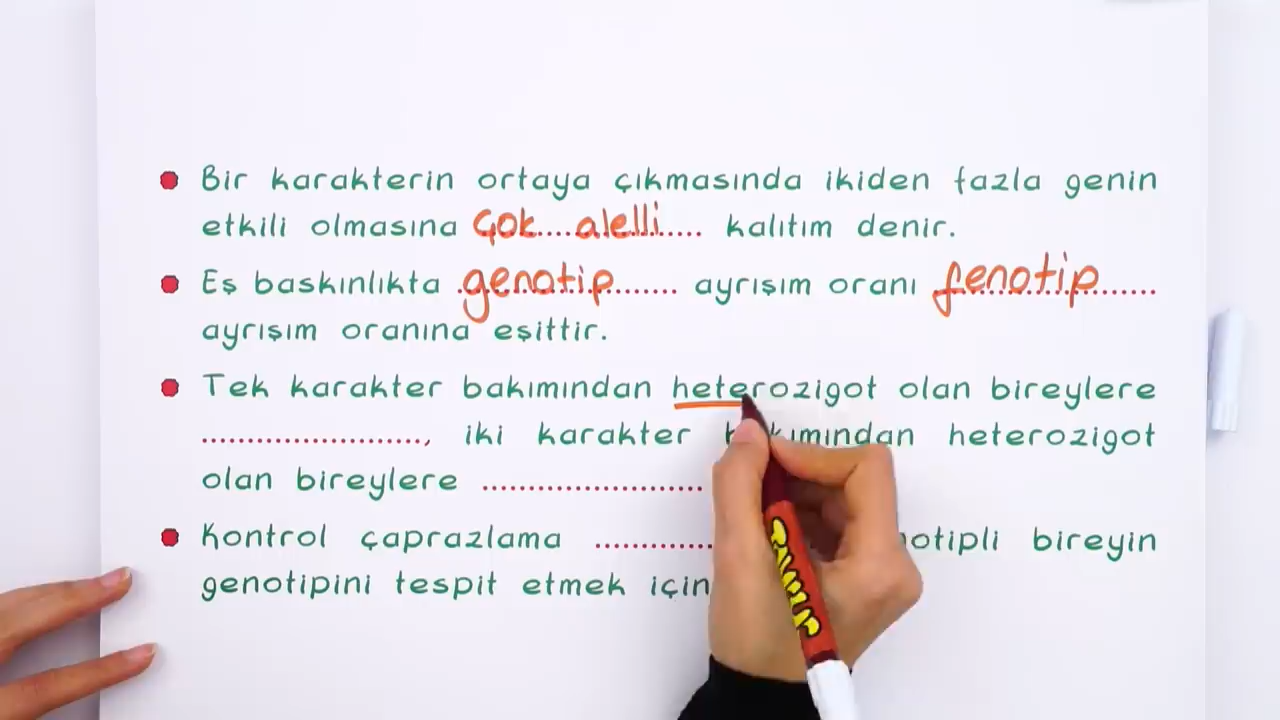 Bir karakterin ortaya çıkmasında ikiden fazla genin
etkili olmasına çok alelli kalıtım denir.
Eş baskınlıkta genotip ayrışım oranı fenotip
ayrışım oranına eşittir.
Tek karakter bakımından heterozigot olan bireylere
...................., iki karakter bakımından heterozigot
olan bireylere ....................
Kontrol çaprazlama .......... bireyin
genotipini tespit etmek için